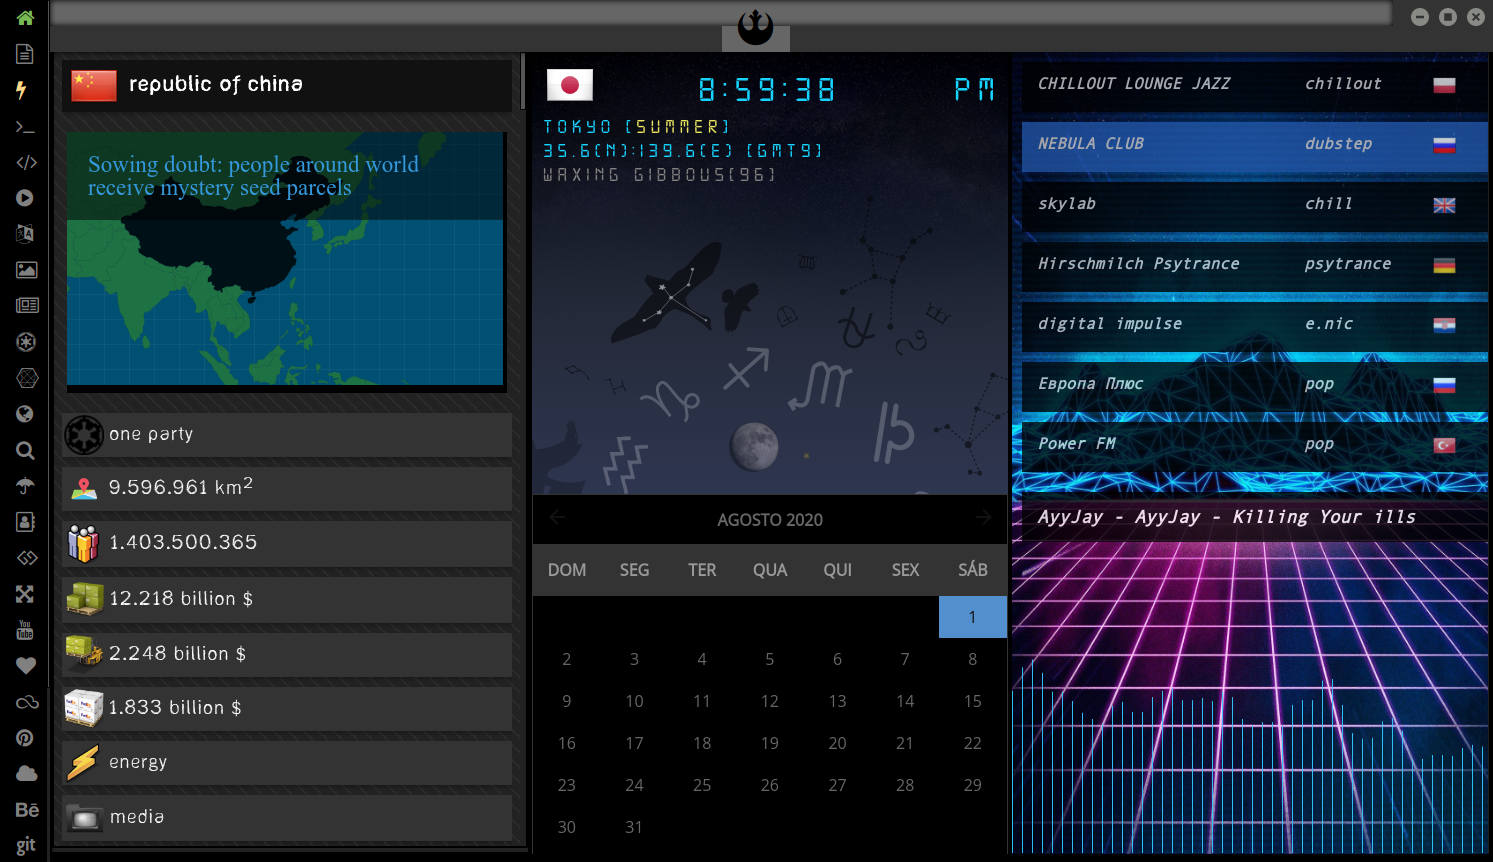 republic of china
Sowing doubt: people around world
receive mystery seed parcels
one party
9.596.961 km²
1.403.500.365
12.218 billion $
2.248 billion $
1.833 billion $
energy
media
You
Tube
Bē
git
8:59:38 PM
TOKYO [SUMMER]
35.6(N):139.6(E) [GMT9]
WAXING GIBBOUS[96]
AGOSTO 2020
DOM SEG TER QUA QUI SEX SÁB
1
2 3 4 5 6 7 8
9 10 11 12 13 14 15
16 17 18 19 20 21 22
23 24 25 26 27 28 29
30 31
CHILLOUT LOUNGE JAZZ chillout
NEBULA CLUB dubstep
skylab chill
Hirschmilch Psytrance psytrance
digital impulse e.nic
Европа Плюс pop
Power FM pop
AyyJay - AyyJay - Killing Your ills